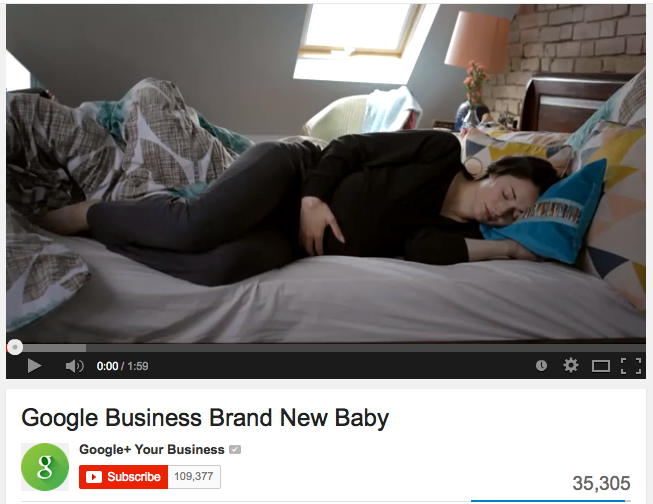 0:00 / 1:59
Google Business Brand New Baby
g
Google+ Your Business
Subscribe 109,377
35,305